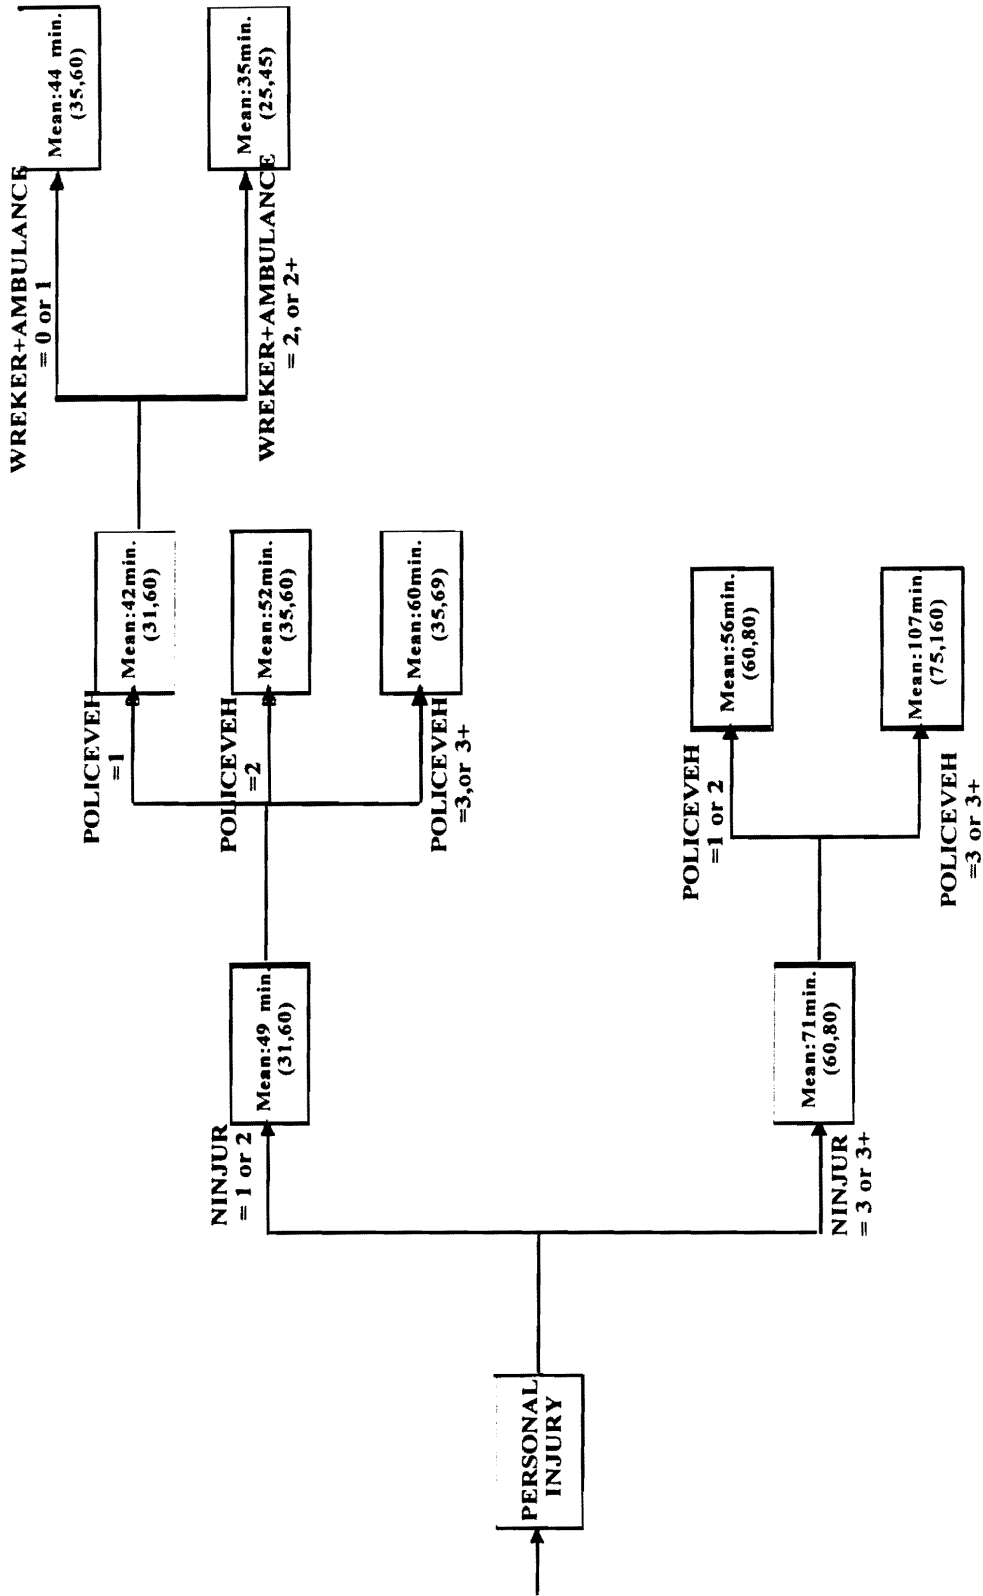 PERSONAL
INJURY
NINJUR
= 1 or 2
Mean:49 min.
(31,60)
POLICEVEH
=1
Mean:42min.
(31,60)
WREKER+AMBULANCE
= 0 or 1
Mean:44 min.
(35,60)
WREKER+AMBULANCE
= 2, or 2+
Mean:35min.
(25,45)
POLICEVEH
=2
Mean:52min.
(35,60)
POLICEVEH
=3,or 3+
Mean:60min.
(35,69)
NINJUR
= 3 or 3+
Mean:71min.
(60,80)
POLICEVEH
=1 or 2
Mean:56min.
(60,80)
POLICEVEH
=3 or 3+
Mean:107min.
(75,160)